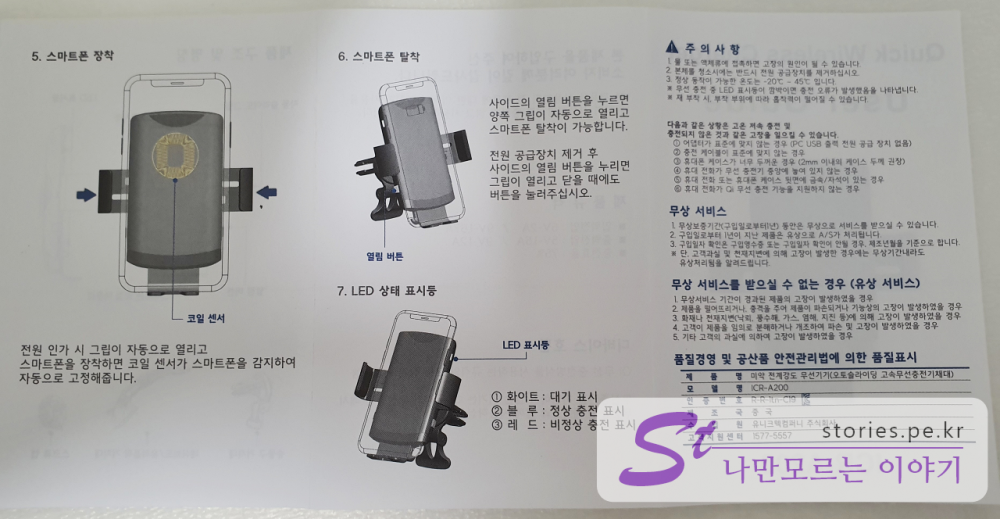 5. 스마트폰 장착
코일 센서
전원 인가 시 그립이 자동으로 열리고
스마트폰을 장착하면 코일 센서가 스마트폰을 감지하여
자동으로 고정해줍니다.
6. 스마트폰 탈착
사이드의 열림 버튼을 누르면
양쪽 그립이 자동으로 열리고
스마트폰 탈착이 가능합니다.
전원 공급장치 제거 후
사이드의 열림 버튼을 누리면
그립이 열리고 닫을 때에도
버튼을 눌러주십시오.
열림 버튼
7. LED 상태 표시등
LED 표시등
① 화이트 : 대기 표시
② 블 루 : 정상 충전 표시
③ 레 드 : 비정상 충전 표시
주 의 사 항
1. 물 또는 액체류에 접촉하면 고장의 원인이 될 수 있습니다.
2. 본제품 청소시에는 반드시 전원 공급장치를 제거하십시오.
3. 정상 동작이 가능한 온도는 -20℃ ~ 45℃ 입니다.
※ 무선 충전 중 LED 표시등이 깜박이면 충전 오류가 발생했음을 나타냅니다.
※ 재 부착 시, 부착 부위에 따라 흡착력이 떨어질 수 있습니다.
다음과 같은 상황은 고온 저속 충전 및
충전되지 않은 것과 같은 고장을 일으킬 수 있습니다.
① 어댑터가 표준에 맞지 않는 경우 (PC USB 출력 전원 공급 장치 없음)
② 충전 케이블이 표준에 맞지 않는 경우
③ 휴대폰 케이스가 너무 두꺼운 경우 (2mm 이내의 케이스 두께 권장)
④ 휴대 전화가 무선 충전기 중앙에 놓여 있지 않는 경우
⑤ 휴대 전화 또는 휴대폰 케이스 뒷면에 금속/자석이 있는 경우
⑥ 휴대 전화가 Qi 무선 충전 기능을 지원하지 않는 경우
무상 서비스
1. 무상보증기간(구입일로부터1년) 동안은 무상으로 서비스를 받으실 수 있습니다.
2. 구입일로부터 1년이 지난 제품은 유상으로 A/S가 처리됩니다.
3. 구입일자 확인은 구입영수증 또는 구입일자 확인이 안될 경우, 제조년월을 기준으로 합니다.
※ 단, 고객과실 및 천재지변에 의해 고장이 발생한 경우에는 무상기간내라도
유상처리됨을 알려드립니다.
무상 서비스를 받으실 수 없는 경우 (유상 서비스)
1. 무상서비스 기간이 경과된 제품의 고장이 발생하였을 경우
2. 제품을 떨어뜨리거나, 충격을 주어 제품이 파손되거나 기능상의 고장이 발생하였을 경우
3. 화재나 천재지변(낙뢰, 풍수해, 가스, 염해, 지진 등)에 의해 고장이 발생하였을 경우
4. 고객이 제품을 임의로 분해하거나 개조하여 파손 및 고장이 발생하였을 경우
5. 기타 고객의 과실에 의하여 고장이 발생하였을 경우
품질경영 및 공산품 안전관리법에 의한 품질표시
제 품 명 미약 전계강도 무선기기(오토슬라이딩 고속무선충전기재대)
모 델 명 ICR-A200
인 증 번 호
제 조 국 중 국
유니크텍컴퍼니 주식회사
고객지원센터 1577-5557
St
stories.pe.kr
나만모르는 이야기